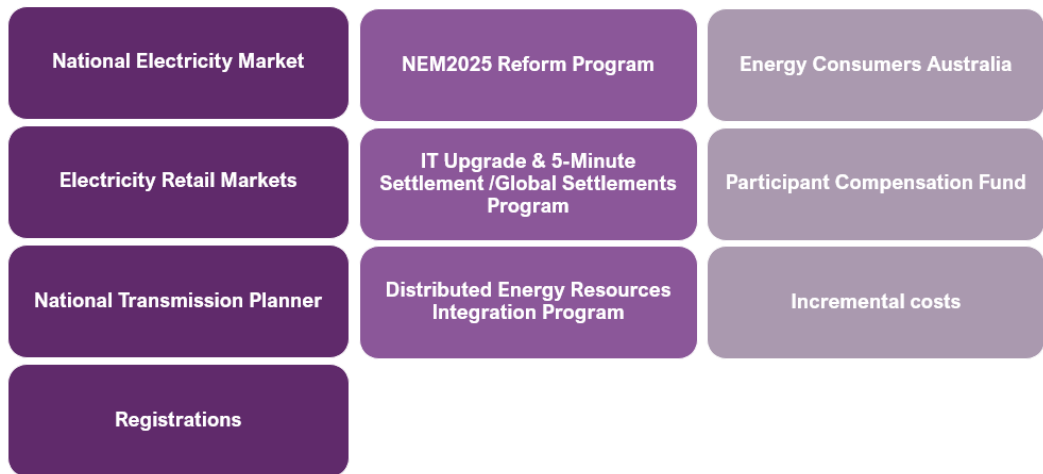 National Electricity Market
NEM2025 Reform Program
Energy Consumers Australia
Electricity Retail Markets
IT Upgrade & 5-Minute
Settlement /Global Settlements
Program
Participant Compensation Fund
National Transmission Planner
Distributed Energy Resources
Integration Program
Incremental costs
Registrations